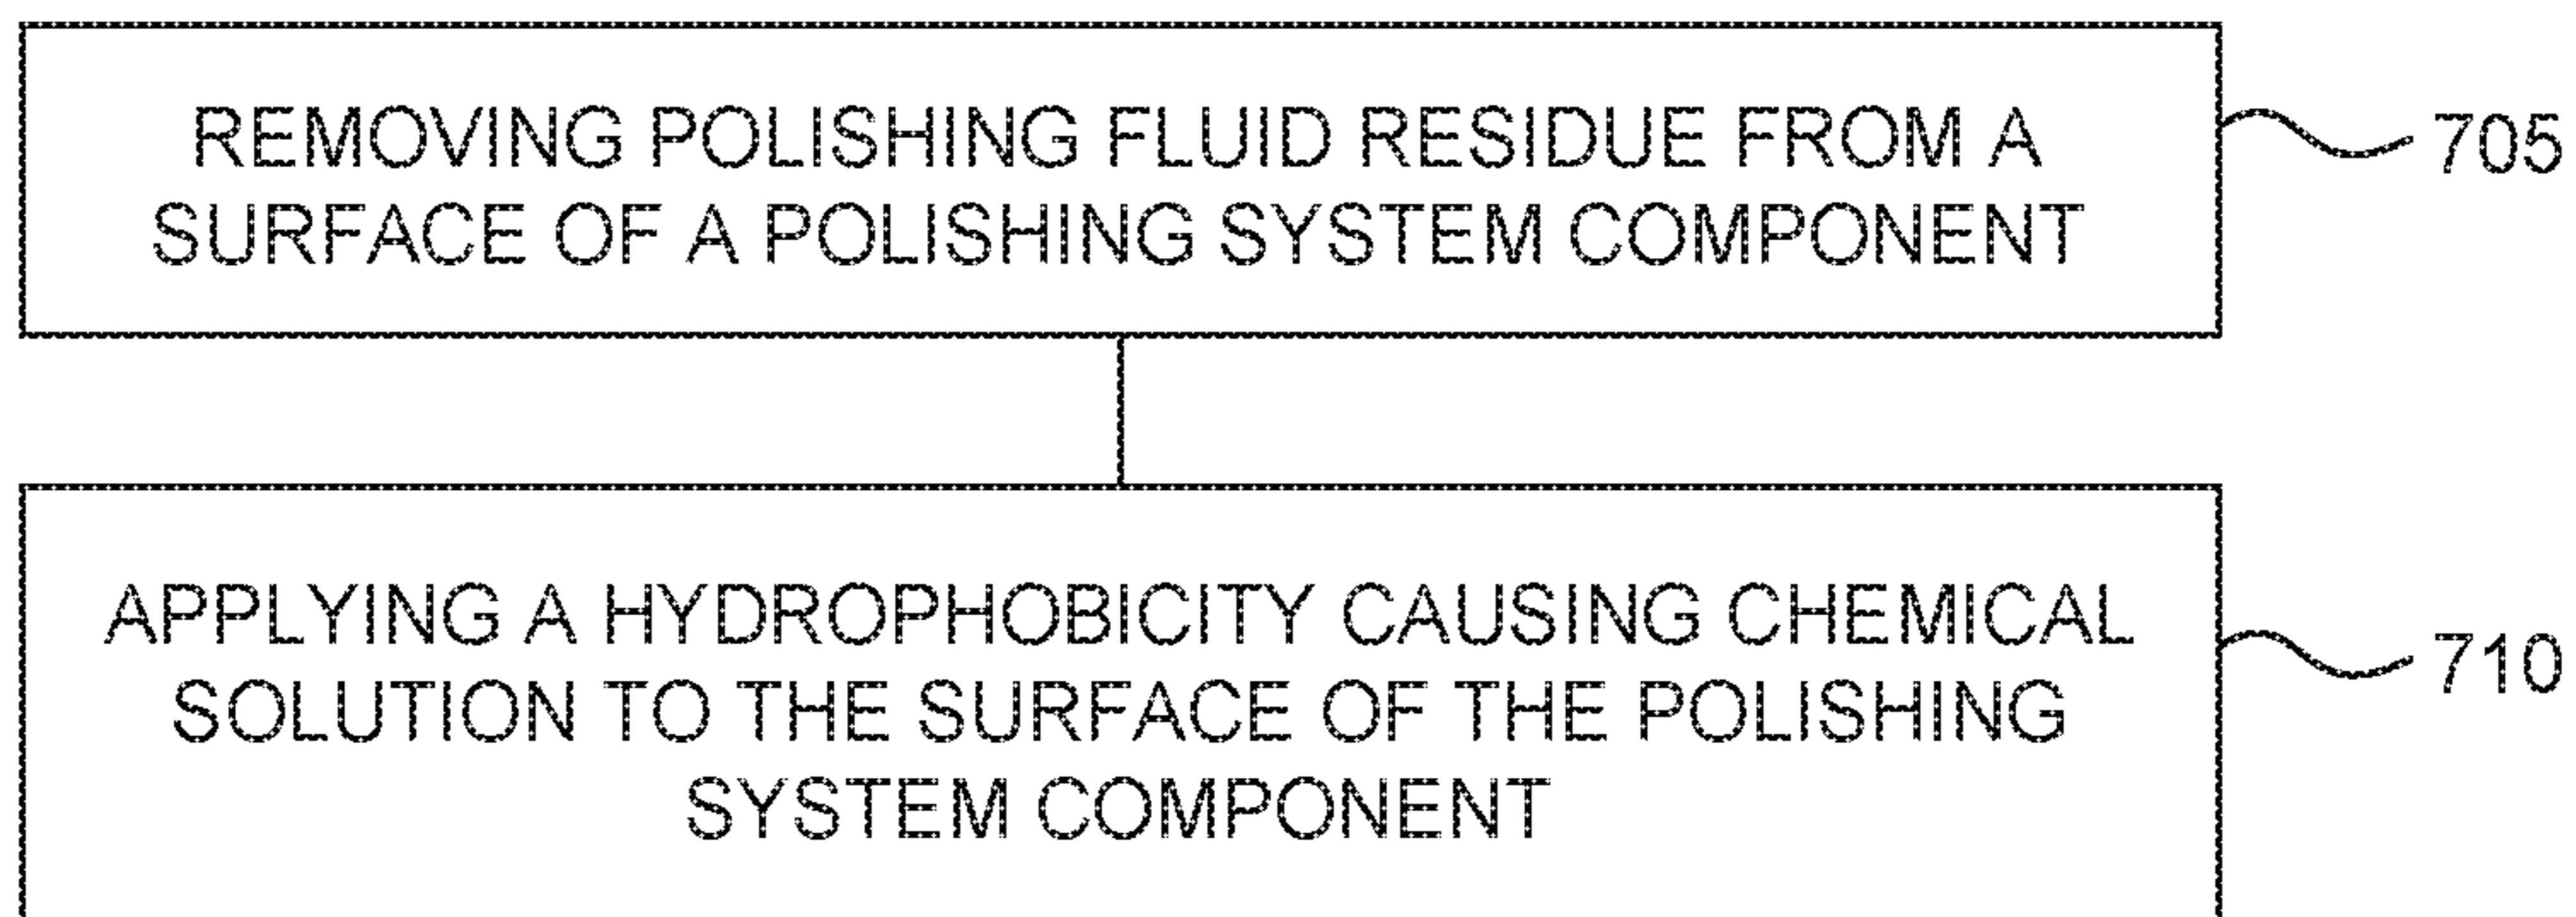 REMOVING POLISHING FLUID RESIDUE FROM A
SURFACE OF A POLISHING SYSTEM COMPONENT
705
APPLYING A HYDROPHOBICITY CAUSING CHEMICAL
SOLUTION TO THE SURFACE OF THE POLISHING
SYSTEM COMPONENT
710